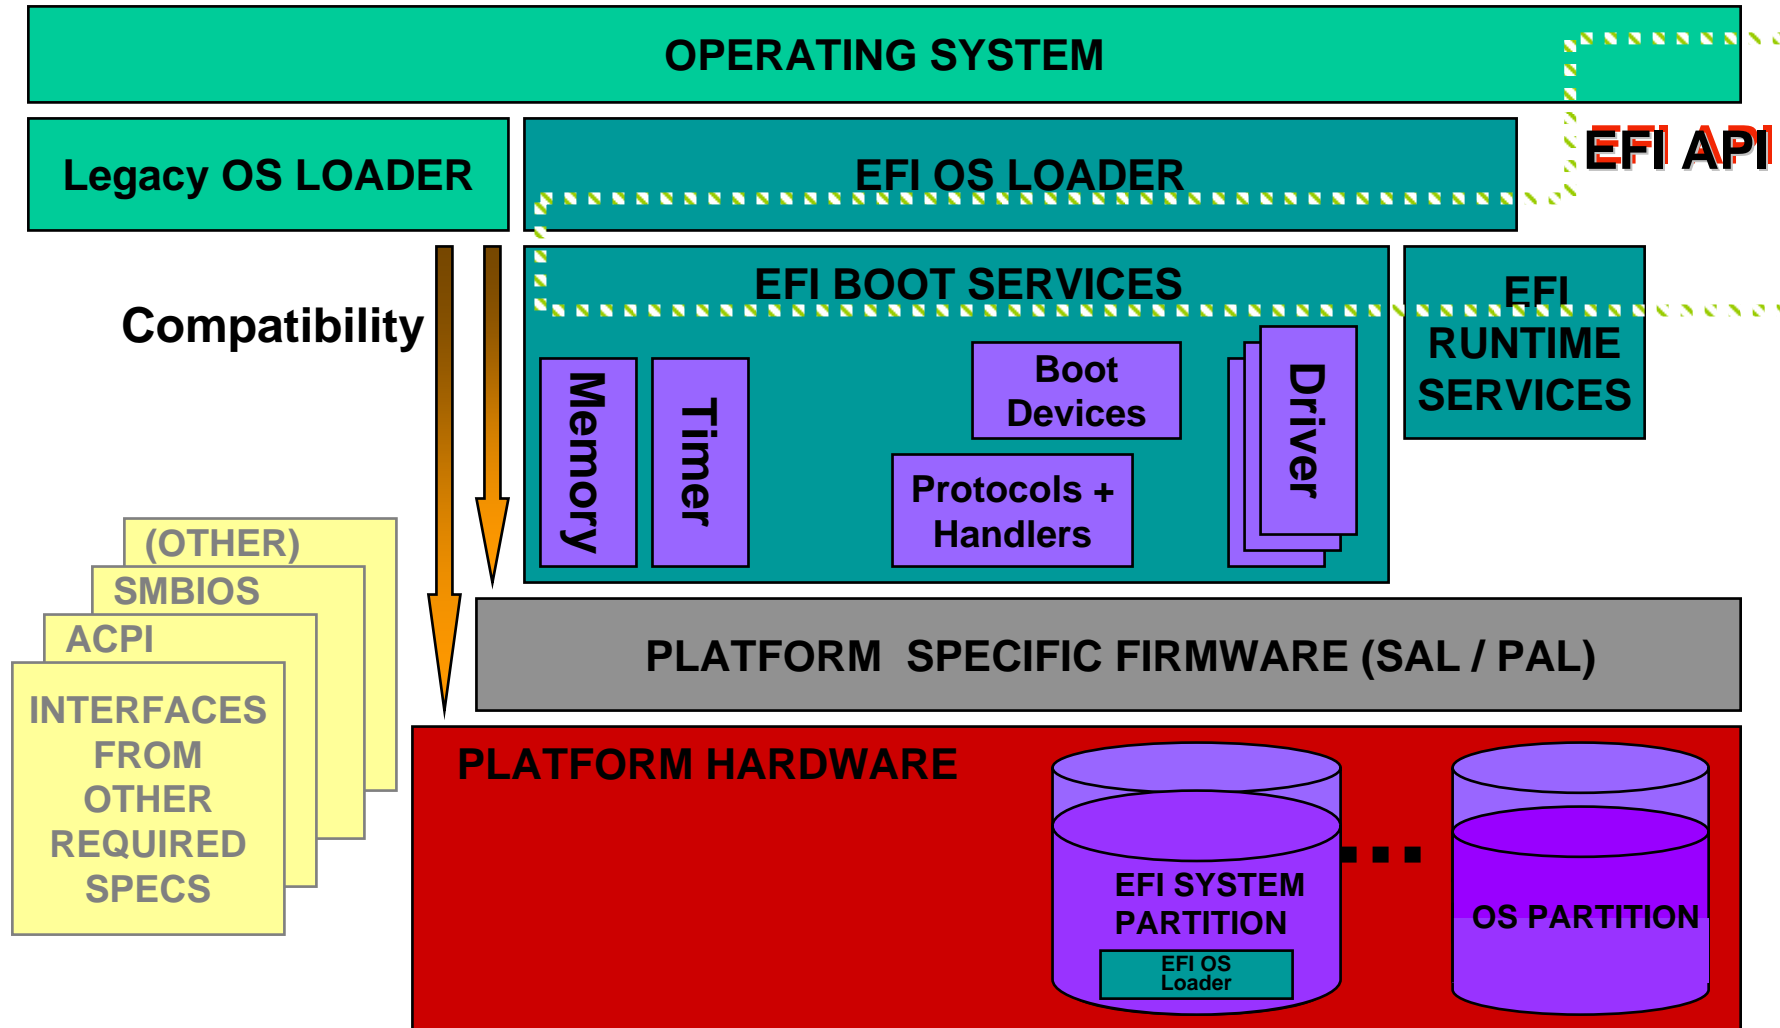 OPERATING SYSTEM
Legacy OS LOADER
EFI OS LOADER
EFI API
Compatibility
EFI BOOT SERVICES
EFI
RUNTIME
SERVICES
Memory
Timer
Boot
Devices
Protocols +
Handlers
Driver
(OTHER)
SMBIOS
ACPI
INTERFACES
FROM
OTHER
REQUIRED
SPECS
PLATFORM SPECIFIC FIRMWARE (SAL / PAL)
PLATFORM HARDWARE
EFI SYSTEM
PARTITION
EFI OS
Loader
...
OS PARTITION